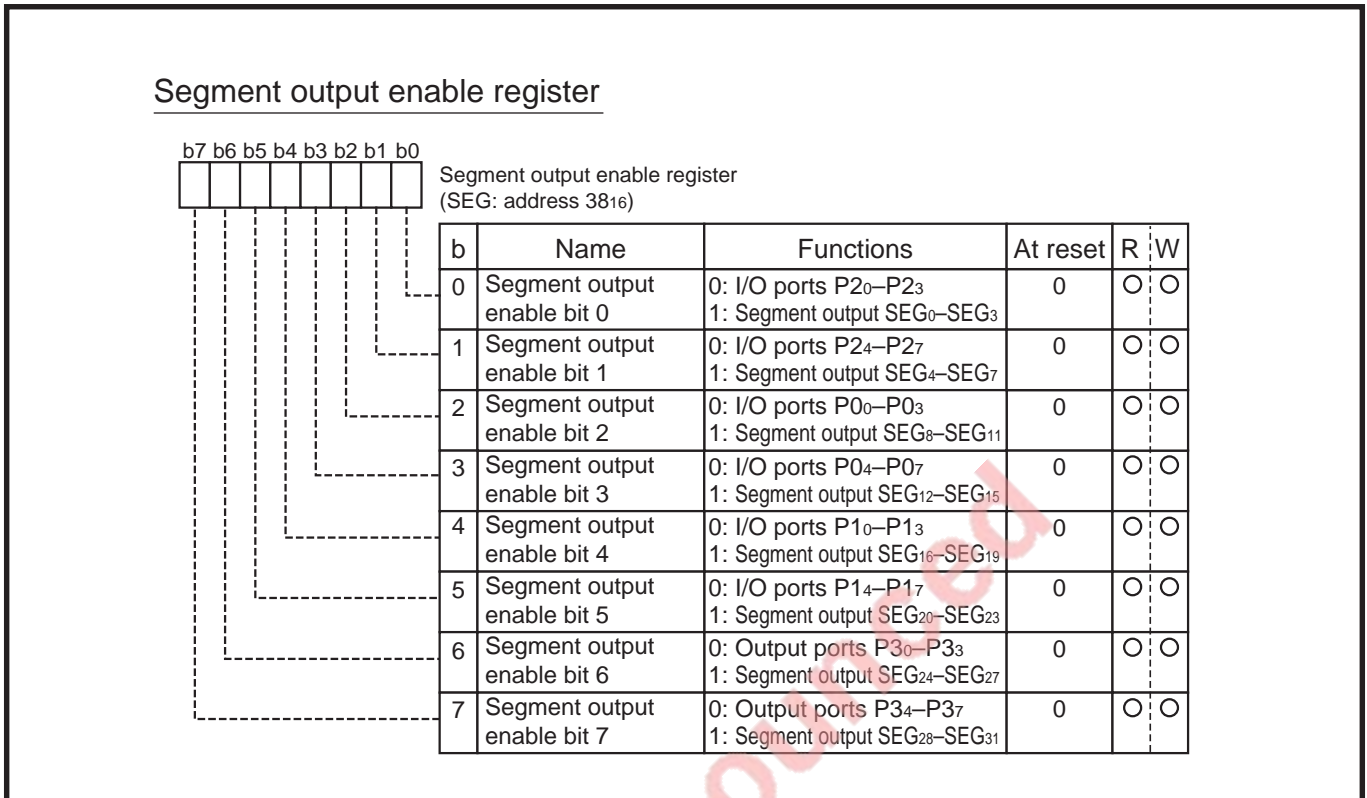 Segment output enable register
b7 b6 b5 b4 b3 b2 b1 b0
Segment output enable register
(SEG: address 38₁₆)
b Name Functions At reset R W
0 Segment output enable bit 0 0: I/O ports P2₀–P2₃ 0 ○ ○
1: Segment output SEG₀–SEG₃
1 Segment output enable bit 1 0: I/O ports P2₄–P2₇ 0 ○ ○
1: Segment output SEG₄–SEG₇
2 Segment output enable bit 2 0: I/O ports P0₀–P0₃ 0 ○ ○
1: Segment output SEG₈–SEG₁₁
3 Segment output enable bit 3 0: I/O ports P0₄–P0₇ 0 ○ ○
1: Segment output SEG₁₂–SEG₁₅
4 Segment output enable bit 4 0: I/O ports P1₀–P1₃ 0 ○ ○
1: Segment output SEG₁₆–SEG₁₉
5 Segment output enable bit 5 0: I/O ports P1₄–P1₇ 0 ○ ○
1: Segment output SEG₂₀–SEG₂₃
6 Segment output enable bit 6 0: Output ports P3₀–P3₃ 0 ○ ○
1: Segment output SEG₂₄–SEG₂₇
7 Segment output enable bit 7 0: Output ports P3₄–P3₇ 0 ○ ○
1: Segment output SEG₂₈–SEG₃₁
ounced